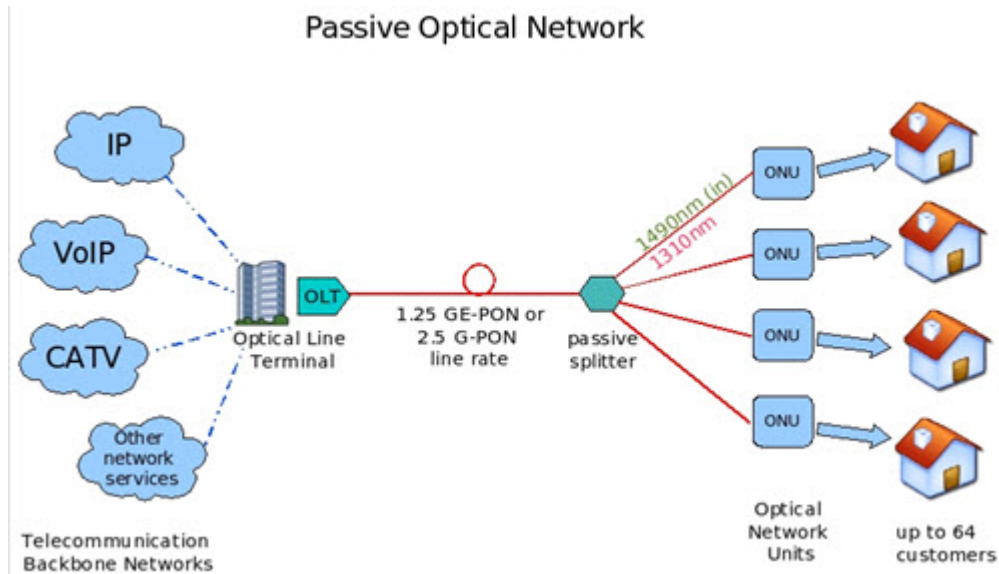 Passive Optical Network
IP
VoIP
CATV
Other
network
services
Telecommunication
Backbone Networks
OLT
Optical Line
Terminal
1.25 GE-PON or
2.5 G-PON
line rate
passive
splitter
1490nm (in)
1310nm
ONU
ONU
ONU
ONU
Optical
Network
Units
up to 64
customers